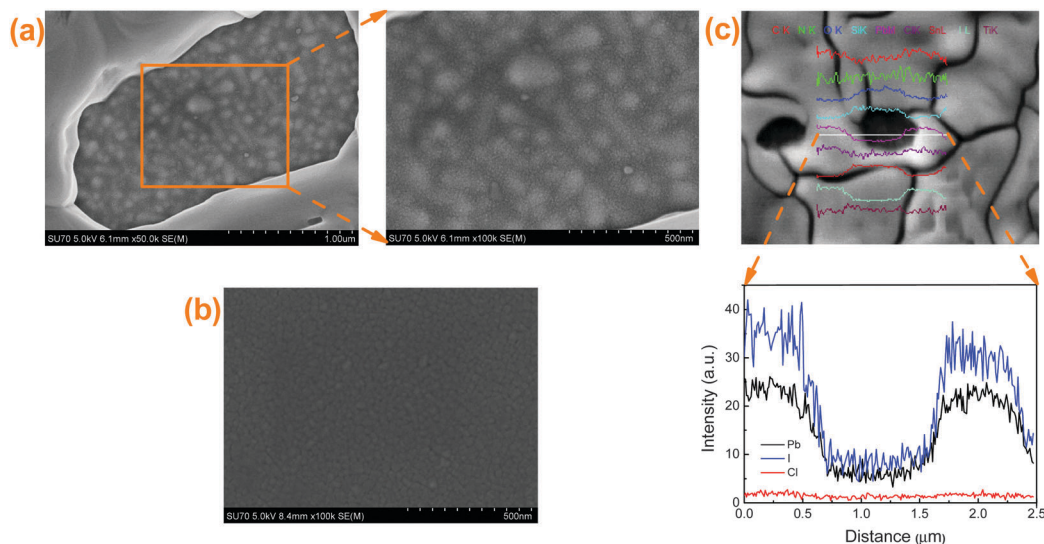 (a)
SU70 5.0kV 6.1mm x50.0k SE(M)
1.00um
SU70 5.0kV 6.1mm x100k SE(M)
500nm
(b)
SU70 5.0kV 8.4mm x100k SE(M)
500nm
(c)
C K N K O K SiK SnL TiK
Intensity (a.u.)
40
30
20
10
0
Pb
I
Cl
0.0 0.5 1.0 1.5 2.0 2.5
Distance (μm)